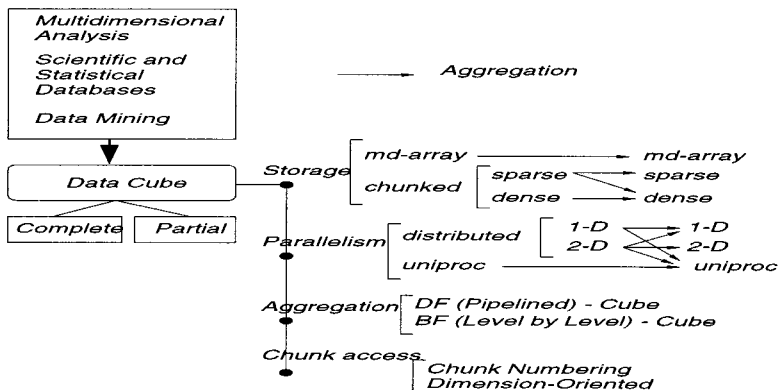 Multidimensional
Analysis
Scientific and
Statistical
Databases
Data Mining
Aggregation
Data Cube
Complete
Partial
Storage
md-array
md-array
chunked
sparse
sparse
dense
dense
Parallelism
distributed
1-D
1-D
2-D
2-D
uniproc
uniproc
Aggregation
DF (Pipelined) - Cube
BF (Level by Level) - Cube
Chunk access
Chunk Numbering
Dimension-Oriented